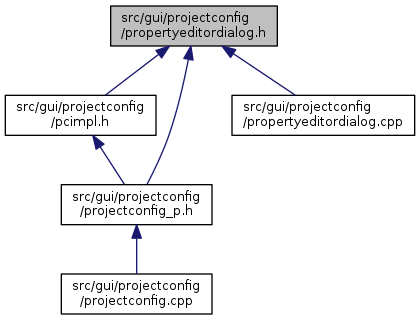 src/gui/projectconfig
/propertyeditordialog.h
src/gui/projectconfig
/pcimpl.h
src/gui/projectconfig
/propertyeditordialog.cpp
src/gui/projectconfig
/projectconfig_p.h
src/gui/projectconfig
/projectconfig.cpp